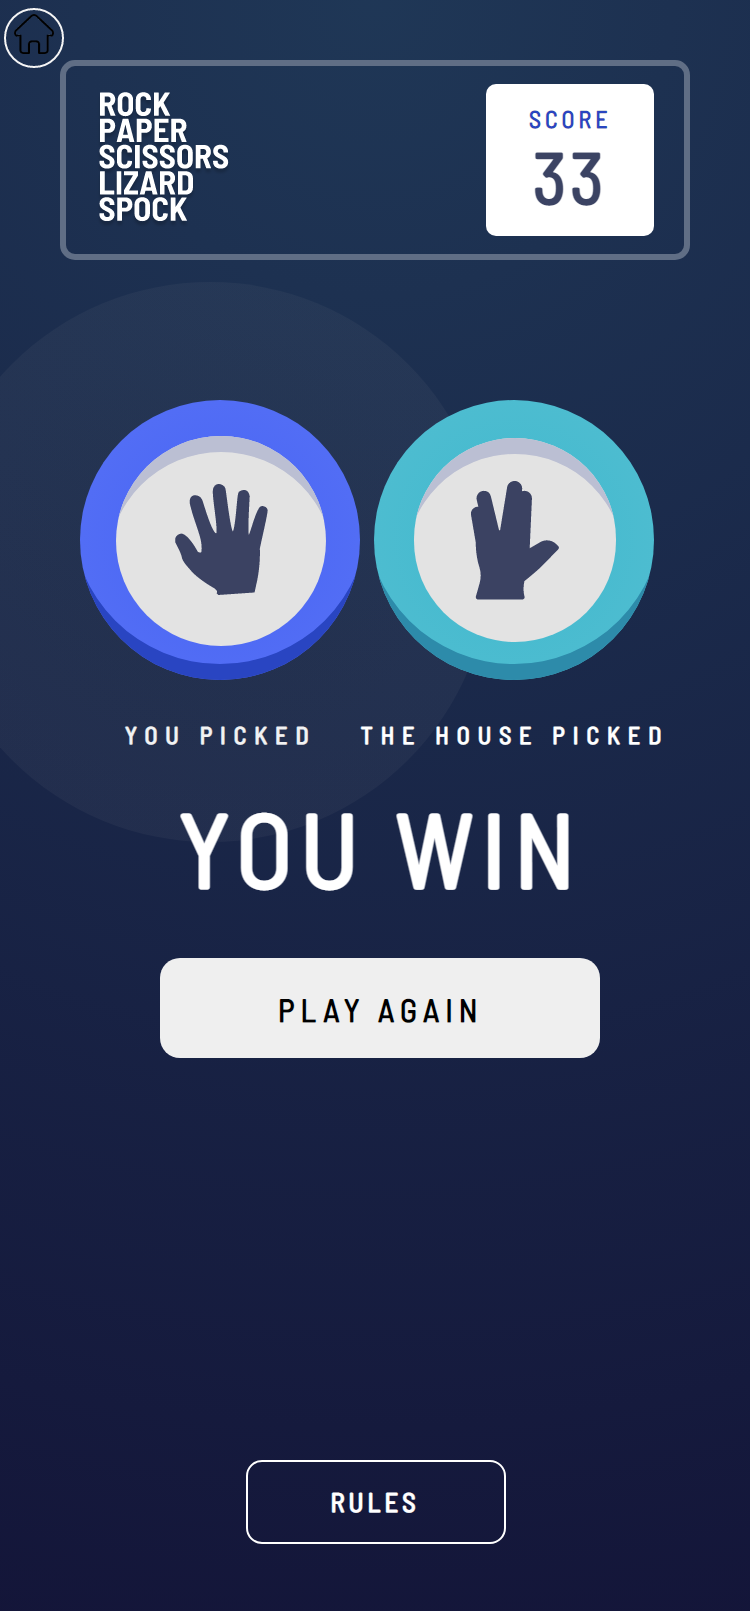 ROCK
PAPER
SCISSORS
LIZARD
SPOCK
SCORE
33
YOU PICKED
THE HOUSE PICKED
YOU WIN
PLAY AGAIN
RULES